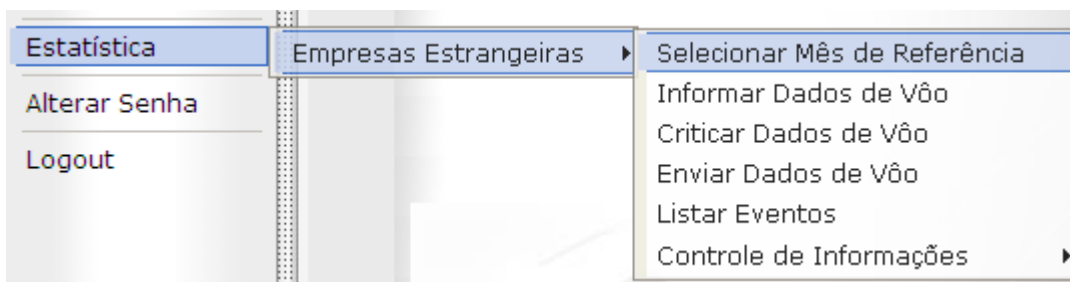 Estatística
Alterar Senha
Logout
Empresas Estrangeiras
Selecionar Mês de Referência
Informar Dados de Vôo
Criticar Dados de Vôo
Enviar Dados de Vôo
Listar Eventos
Controle de Informações